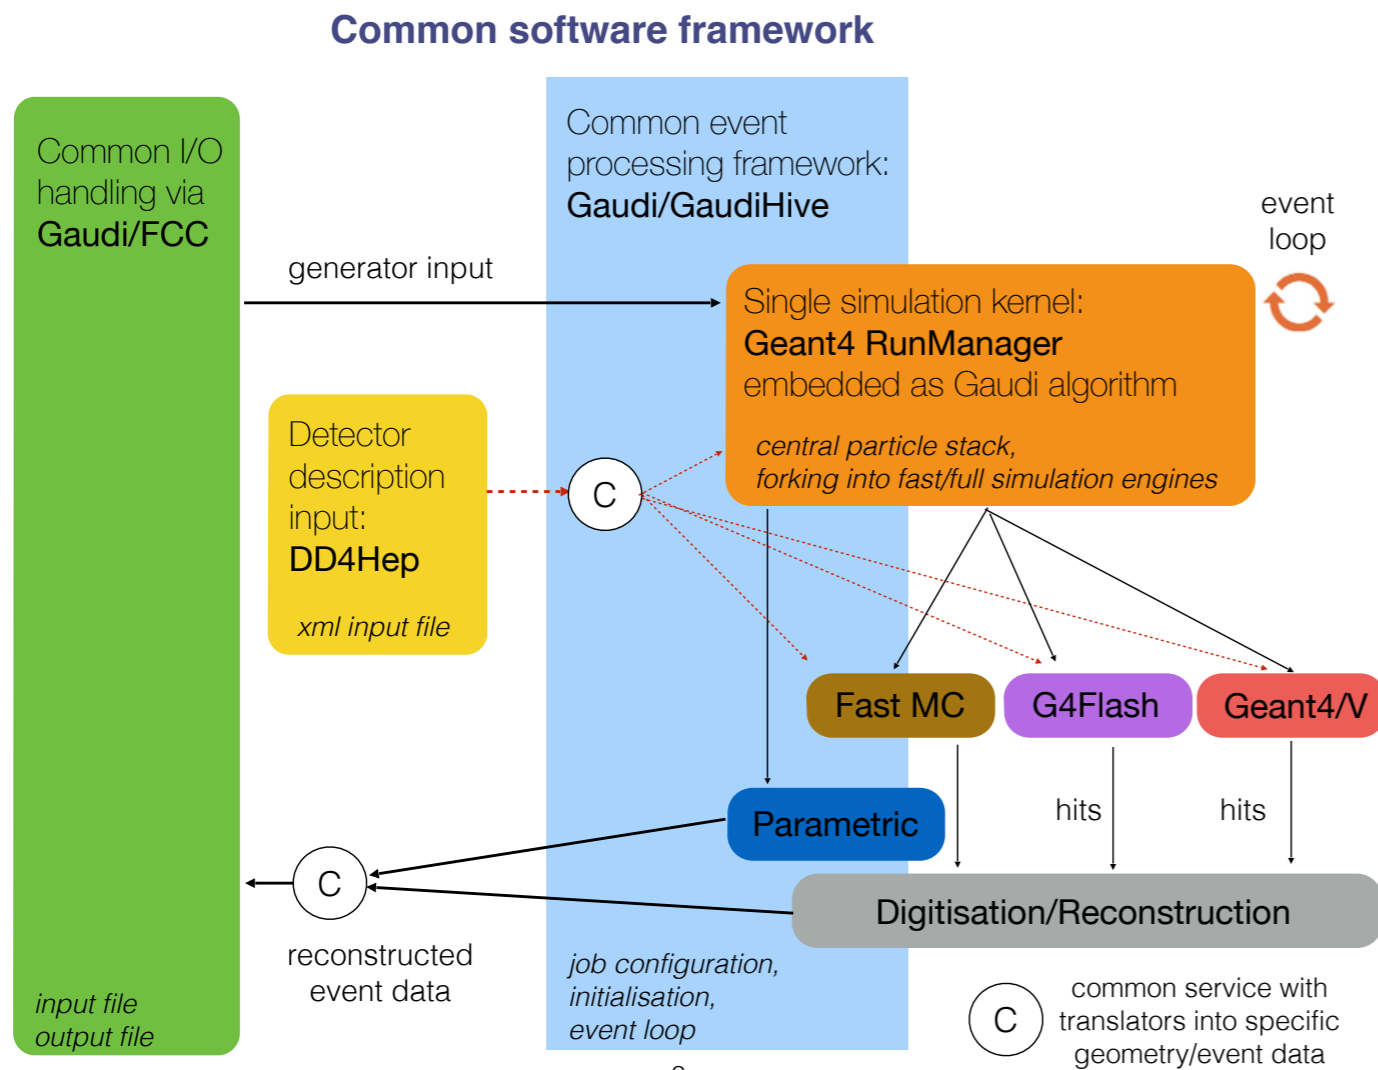 Common software framework
Common I/O
handling via
Gaudi/FCC
input file
output file
Common event
processing framework:
Gaudi/GaudiHive
event
loop
generator input
Single simulation kernel:
Geant4 RunManager
embedded as Gaudi algorithm
central particle stack,
forking into fast/full simulation engines
Detector
description
input:
DD4Hep
xml input file
C
Fast MC
G4Flash
Geant4/V
hits
hits
Parametric
C
Digitisation/Reconstruction
reconstructed
event data
job configuration,
initialisation,
event loop
C
common service with
translators into specific
geometry/event data